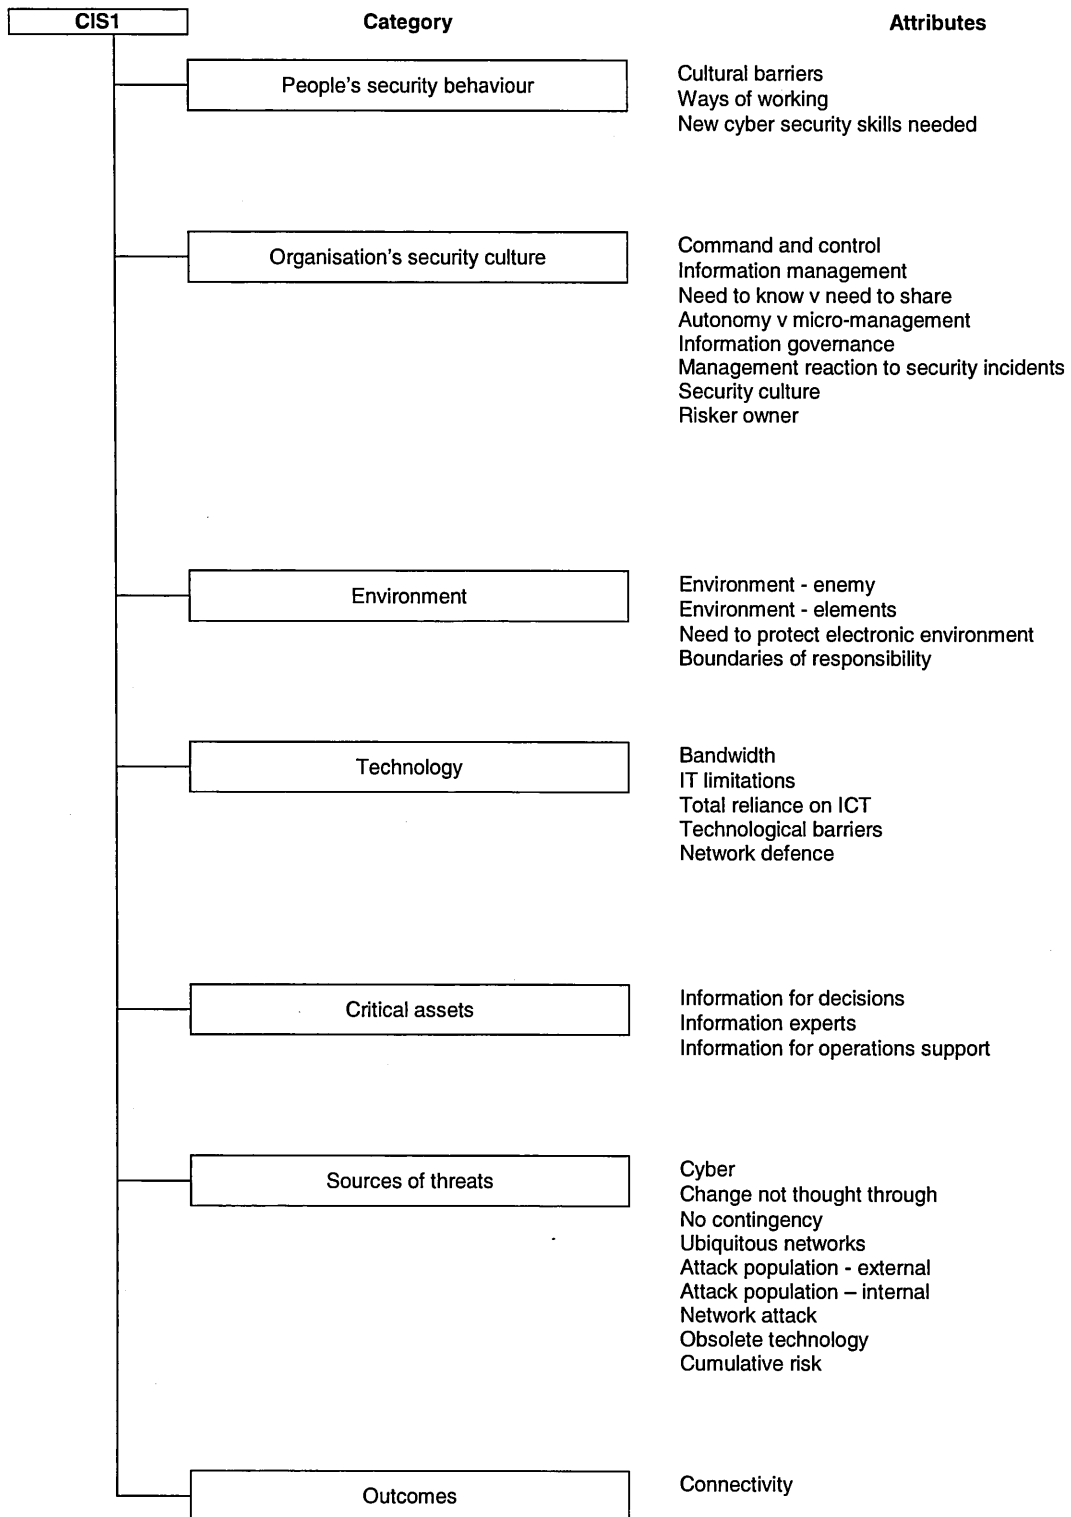 CIS1 Category Attributes
People's security behaviour
Cultural barriers
Ways of working
New cyber security skills needed
Organisation's security culture
Command and control
Information management
Need to know v need to share
Autonomy v micro-management
Information governance
Management reaction to security incidents
Security culture
Risker owner
Environment
Environment - enemy
Environment - elements
Need to protect electronic environment
Boundaries of responsibility
Technology
Bandwidth
IT limitations
Total reliance on ICT
Technological barriers
Network defence
Critical assets
Information for decisions
Information experts
Information for operations support
Sources of threats
Cyber
Change not thought through
No contingency
Ubiquitous networks
Attack population - external
Attack population – internal
Network attack
Obsolete technology
Cumulative risk
Outcomes
Connectivity